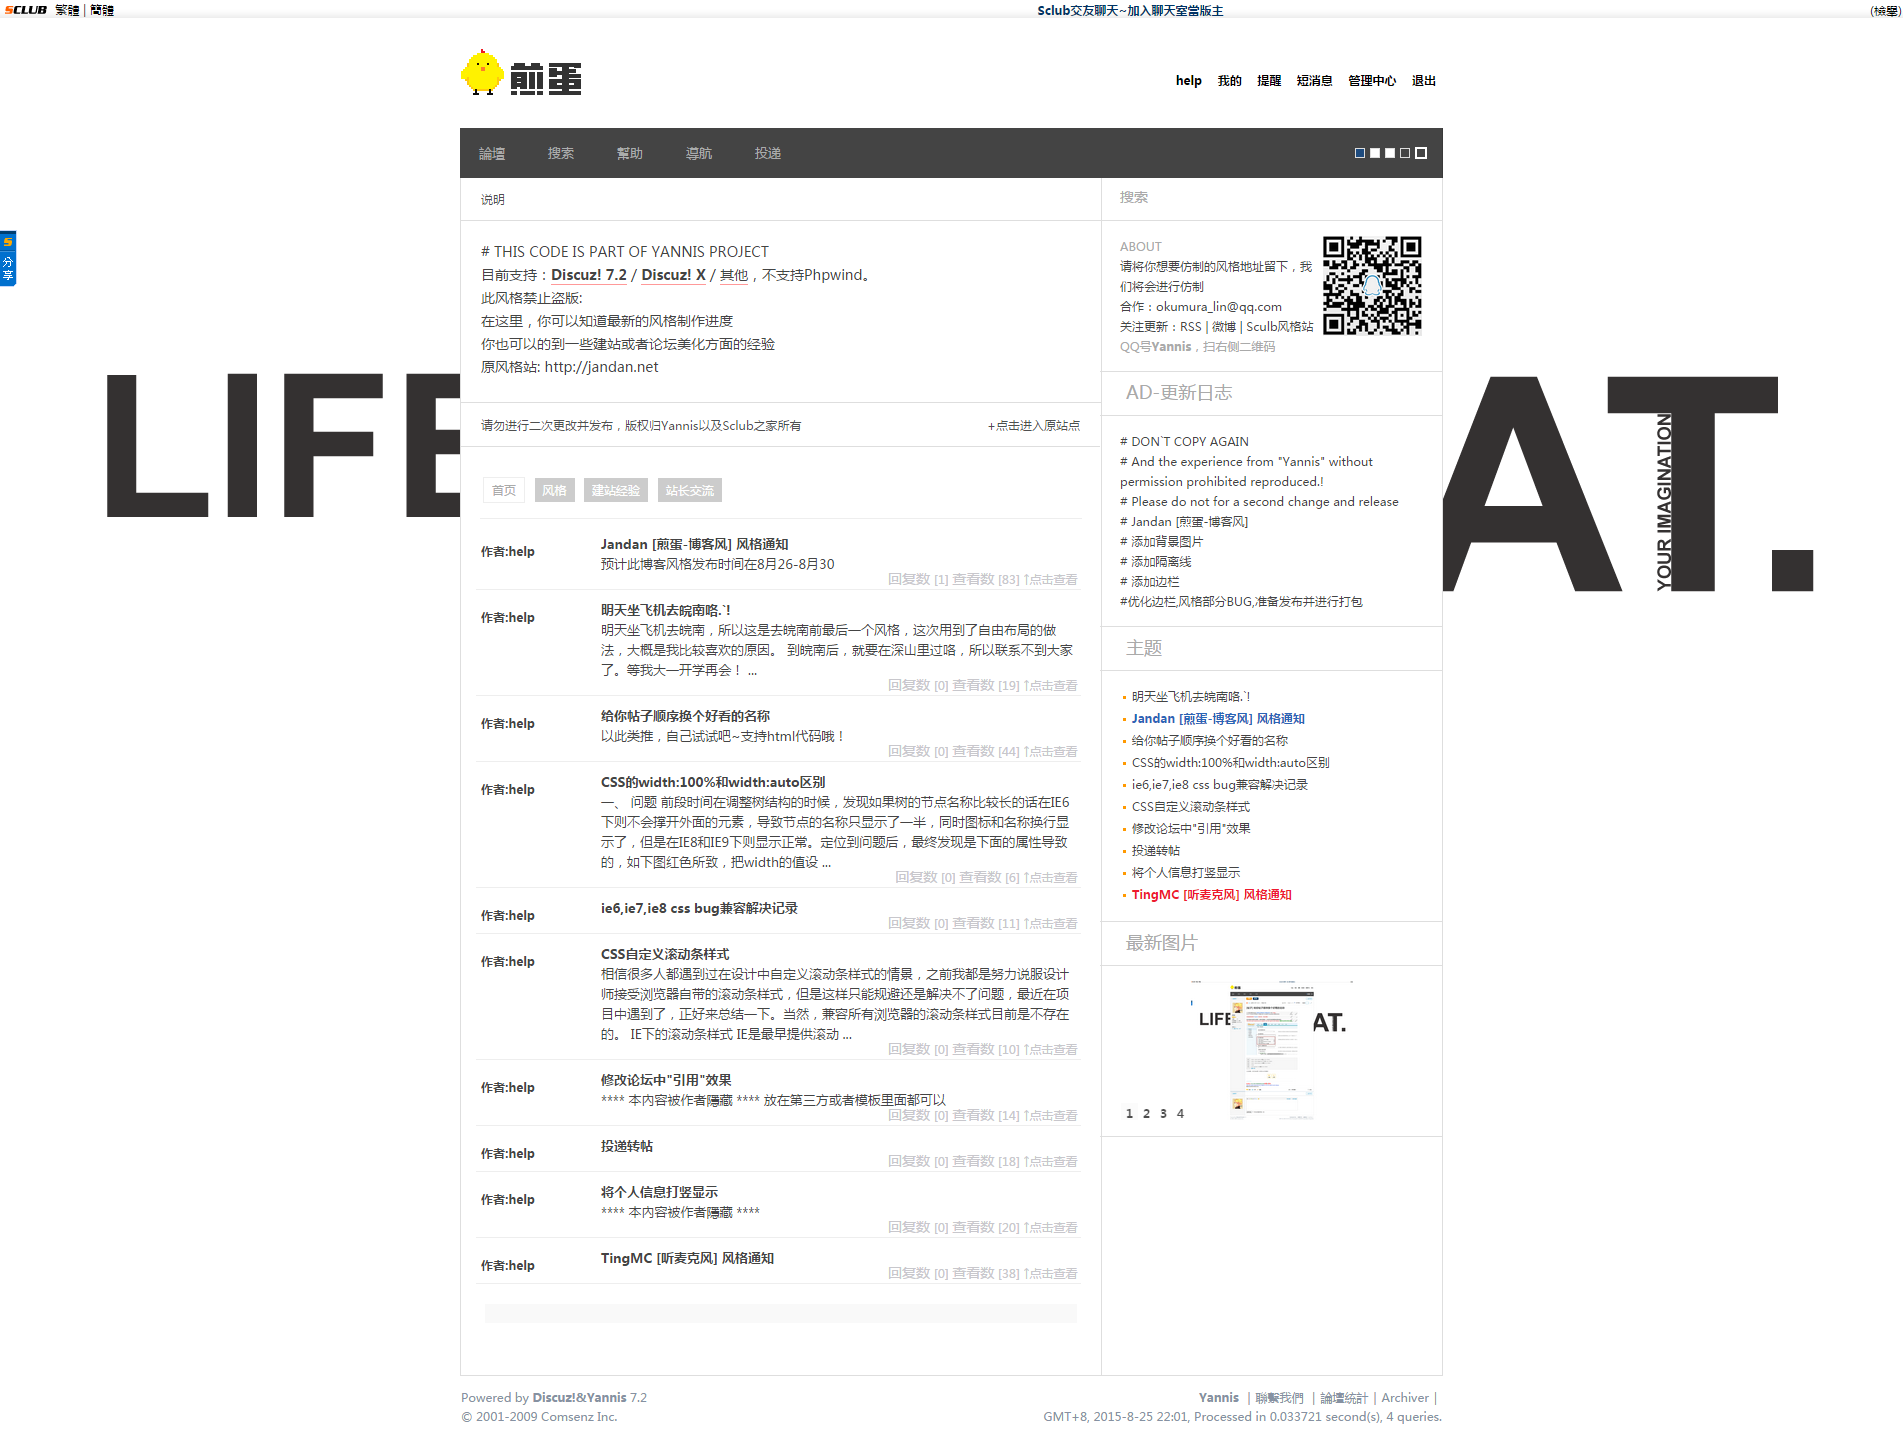 SCLUB 繁體 | 簡體
Sclub交友聊天~加入聊天室當版主
(檢舉)
煎蛋
help 我的 提醒 短消息 管理中心 退出
論壇 搜索 幫助 導航 投递
说明
# THIS CODE IS PART OF YANNIS PROJECT
目前支持：Discuz! 7.2 / Discuz! X / 其他，不支持Phpwind。
此风格禁止盗版:
在这里，你可以知道最新的风格制作进度
你也可以的到一些建站或者论坛美化方面的经验
原风格站: http://jandan.net
请勿进行二次更改并发布，版权归Yannis以及Sclub之家所有 +点击进入原站点
首页 风格 建站经验 站长交流
作者:help
Jandan [煎蛋-博客风] 风格通知
预计此博客风格发布时间在8月26-8月30
回复数 [1] 查看数 [83] ↑点击查看
作者:help
明天坐飞机去皖南咯.`!
明天坐飞机去皖南，所以这是去皖南前最后一个风格，这次用到了自由布局的做
法，大概是我比较喜欢的原因。 到皖南后，就要在深山里过咯，所以联系不到大家
了。等我大一开学再会！ ...
回复数 [0] 查看数 [19] ↑点击查看
作者:help
给你帖子顺序换个好看的名称
以此类推，自己试试吧~支持html代码哦！
回复数 [0] 查看数 [44] ↑点击查看
作者:help
CSS的width:100%和width:auto区别
一、 问题 前段时间在调整树结构的时候，发现如果树的节点名称比较长的话在IE6
下则不会撑开外面的元素，导致节点的名称只显示了一半，同时图标和名称换行显
示了，但是在IE8和IE9下则显示正常。定位到问题后，最终发现是下面的属性导致
的，如下图红色所致，把width的值设 ...
回复数 [0] 查看数 [6] ↑点击查看
作者:help
ie6,ie7,ie8 css bug兼容解决记录
回复数 [0] 查看数 [11] ↑点击查看
作者:help
CSS自定义滚动条样式
相信很多人都遇到过在设计中自定义滚动条样式的情景，之前我都是努力说服设计
师接受浏览器自带的滚动条样式，但是这样只能规避还是解决不了问题，最近在项
目中遇到了，正好来总结一下。当然，兼容所有浏览器的滚动条样式目前是不存在
的。 IE下的滚动条样式 IE是最早提供滚动 ...
回复数 [0] 查看数 [10] ↑点击查看
作者:help
修改论坛中"引用"效果
**** 本内容被作者隱藏 **** 放在第三方或者模板里面都可以
回复数 [0] 查看数 [14] ↑点击查看
作者:help
投递转帖
回复数 [0] 查看数 [18] ↑点击查看
作者:help
将个人信息打竖显示
**** 本内容被作者隱藏 ****
回复数 [0] 查看数 [20] ↑点击查看
作者:help
TingMC [听麦克风] 风格通知
回复数 [0] 查看数 [38] ↑点击查看
搜索
ABOUT
请将你想要仿制的风格地址留下，我
们将会进行仿制
合作：okumura_lin@qq.com
关注更新：RSS | 微博 | Sculb风格站
QQ号Yannis，扫右侧二维码
AD-更新日志
# DON`T COPY AGAIN
# And the experience from "Yannis" without
permission prohibited reproduced.!
# Please do not for a second change and release
# Jandan [煎蛋-博客风]
# 添加背景图片
# 添加隔离线
# 添加边栏
#优化边栏,风格部分BUG,准备发布并进行打包
主题
明天坐飞机去皖南咯.`!
Jandan [煎蛋-博客风] 风格通知
给你帖子顺序换个好看的名称
CSS的width:100%和width:auto区别
ie6,ie7,ie8 css bug兼容解决记录
CSS自定义滚动条样式
修改论坛中"引用"效果
投递转帖
将个人信息打竖显示
TingMC [听麦克风] 风格通知
最新图片
LIFE AT.
1 2 3 4
S
分
享
LIFE
AT.
YOUR IMAGINATION
Powered by Discuz!&Yannis 7.2
© 2001-2009 Comsenz Inc.
Yannis | 聯繫我們 | 論壇統計 | Archiver |
GMT+8, 2015-8-25 22:01, Processed in 0.033721 second(s), 4 queries.